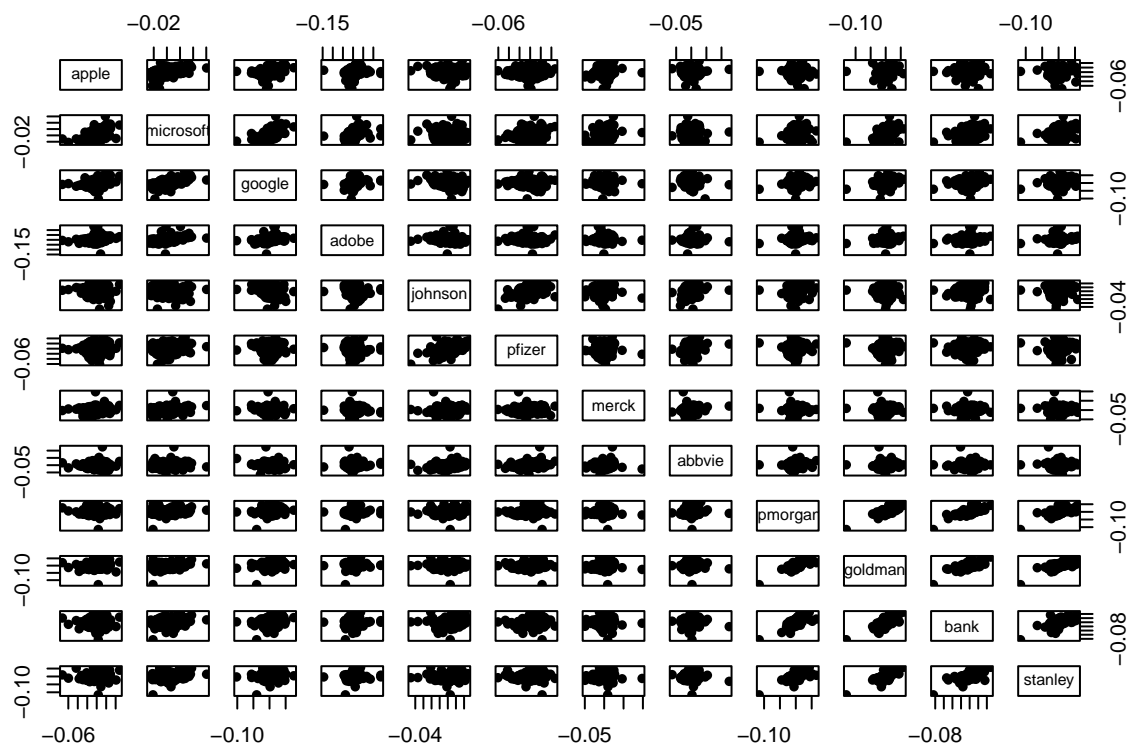 −0.02 −0.15 −0.06 −0.05 −0.10 −0.10
apple −0.06
−0.02 microsoft
google −0.10
−0.15 adobe
johnson −0.04
−0.06 pfizer
merck −0.05
−0.05 abbvie
pmorgan −0.10
−0.10 goldman
bank −0.08
−0.10 stanley
−0.06 −0.10 −0.04 −0.05 −0.10 −0.08